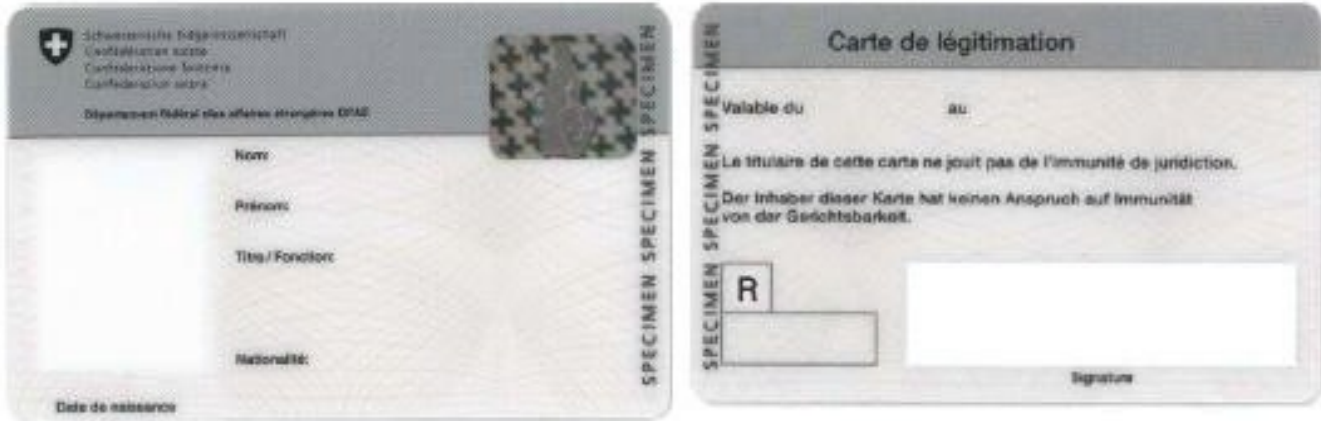 Schweizerische Eidgenossenschaft
Confédération suisse
Confederazione Svizzera
Confederaziun svizra
Département fédéral des affaires étrangères DFAE
Nom:
Prénom:
Titre / Fonction:
Nationalité:
Date de naissance
SPECIMEN SPECIMEN SPECIMEN
Carte de légitimation
Valable du au
Le titulaire de cette carte ne jouit pas de l'immunité de juridiction.
Der Inhaber dieser Karte hat keinen Anspruch auf Immunität
von der Gerichtsbarkeit.
R
Signature
SPECIMEN SPECIMEN SPECIMEN